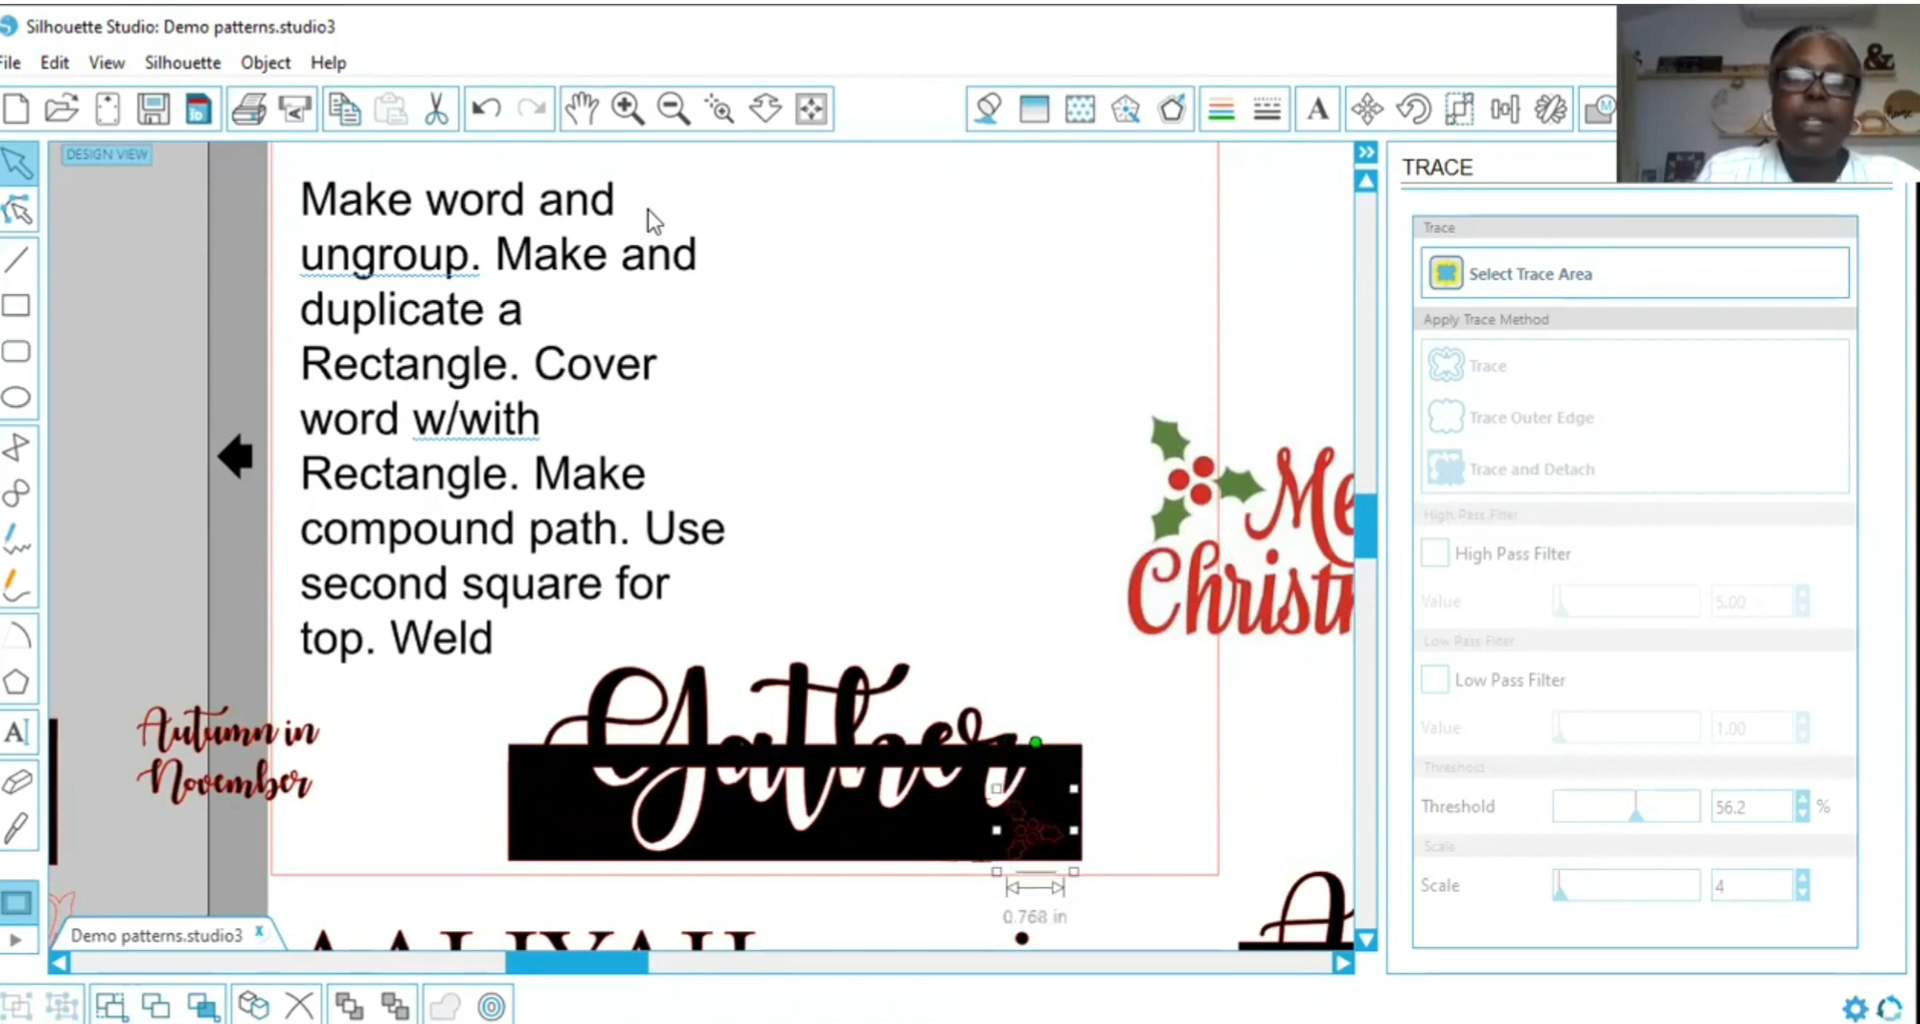 Silhouette Studio: Demo patterns.studio3
File Edit View Silhouette Object Help
DESIGN VIEW
Make word and
ungroup. Make and
duplicate a
Rectangle. Cover
word w/with
Rectangle. Make
compound path. Use
second square for
top. Weld
Me
Christm
Gather
Autumn in
November
0.768 in
Demo patterns.studio3 x
TRACE
Trace
Select Trace Area
Apply Trace Method
Trace
Trace Outer Edge
Trace and Detach
High Pass Filter
High Pass Filter
Value 5.00
Low Pass Filter
Low Pass Filter
Value 1.00
Threshold
Threshold 56.2 %
Scale
Scale 4
&
home